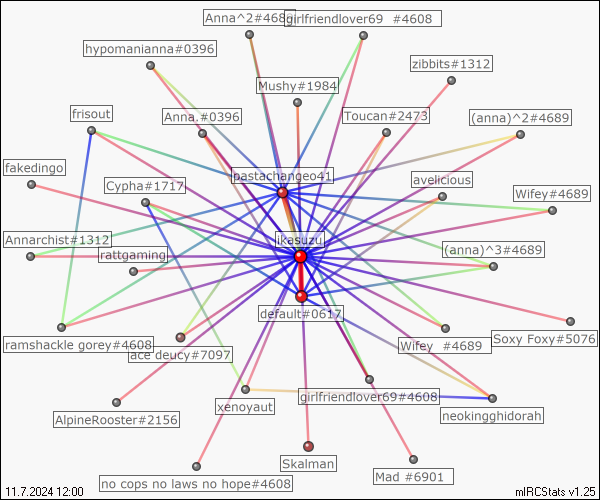 Anna^2#4689
girlfriendlover69 #4608
hypomanianna#0396
zibbits#1312
Mushy#1984
frisout
Anna.#0396
Toucan#2473
(anna)^2#4689
fakedingo
pastachangeo41
Cypha#1717
avelicious
Wifey#4689
Annarchist#1312
ikasuzu
rattgaming
(anna)^3#4689
default#0617
ramshackle gorey#4608
ace deucy#7097
Wifey #4689
Soxy Foxy#5076
AlpineRooster#2156
xenoyaut
girlfriendlover69#4608
neokingghidorah
Skalman
no cops no laws no hope#4608
Mad #6901
11.7.2024 12:00
mIRCStats v1.25